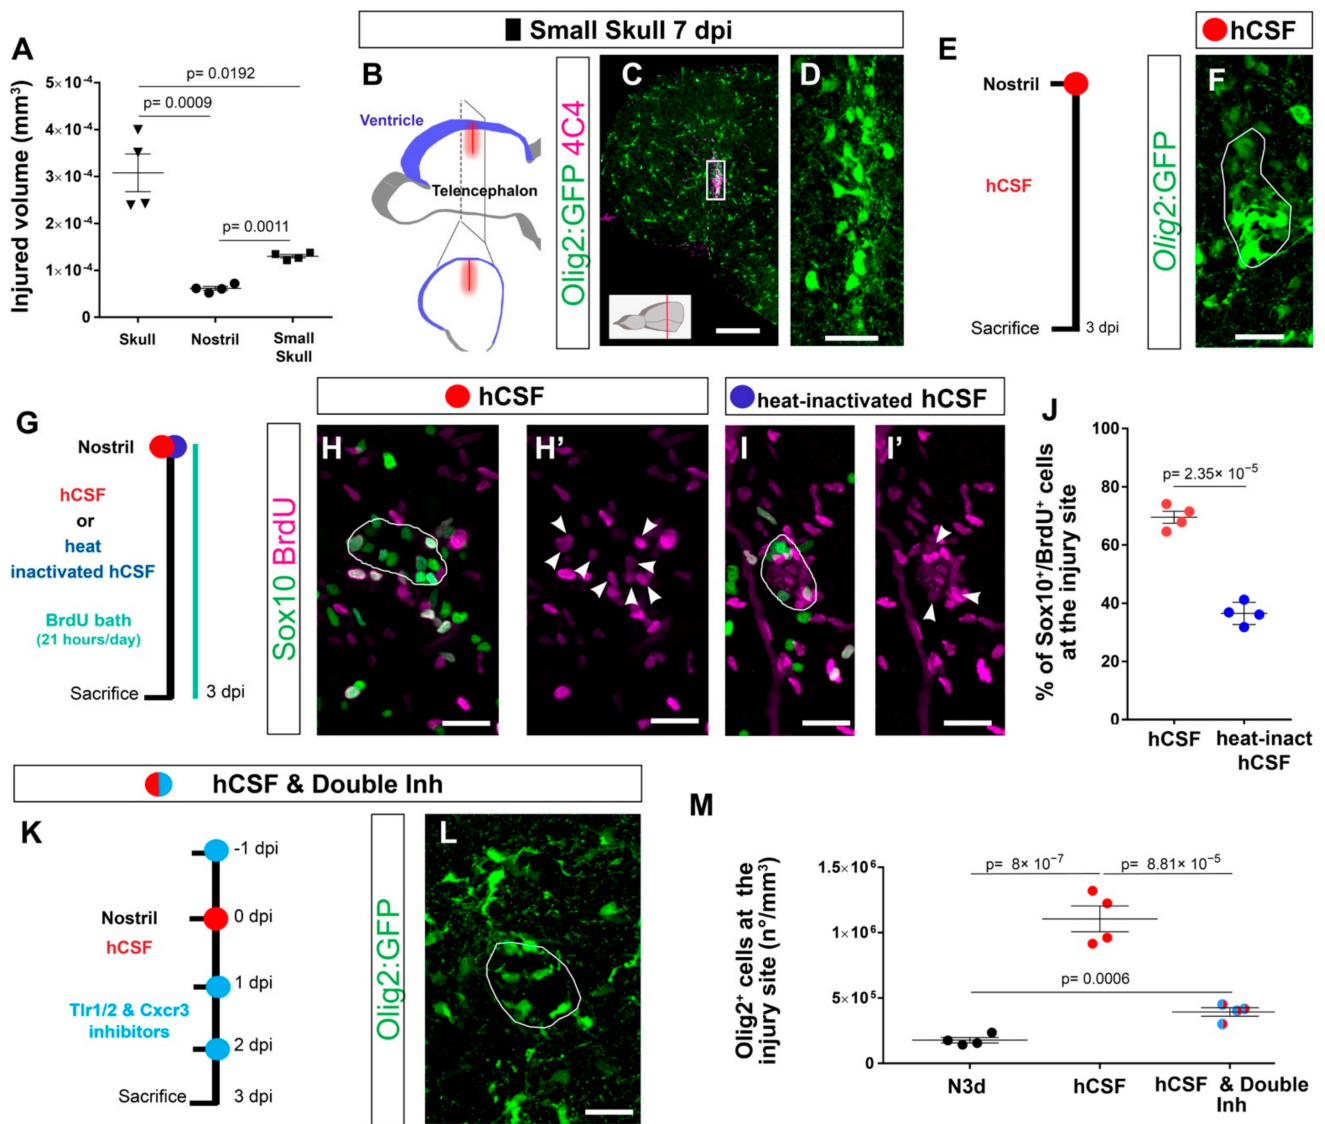 A
Injured volume (mm³)
5×10⁻⁴
4×10⁻⁴
3×10⁻⁴
2×10⁻⁴
1×10⁻⁴
0
p= 0.0192
p= 0.0009
p= 0.0011
Skull
Nostril
Small
Skull
Small Skull 7 dpi
B
Ventricle
Telencephalon
Olig2:GFP 4C4
C
D
E
Nostril
hCSF
Sacrifice
3 dpi
hCSF
Olig2:GFP
F
G
Nostril
hCSF
or
heat
inactivated hCSF
BrdU bath
(21 hours/day)
Sacrifice
3 dpi
hCSF
Sox10 BrdU
H
H’
heat-inactivated hCSF
I
I’
J
% of Sox10⁺/BrdU⁺ cells
at the injury site
100
80
60
40
20
0
p= 2.35× 10⁻⁵
hCSF
heat-inact
hCSF
hCSF & Double Inh
K
-1 dpi
Nostril
0 dpi
hCSF
1 dpi
Tlr1/2 & Cxcr3
inhibitors
2 dpi
Sacrifice
3 dpi
Olig2:GFP
L
M
Olig2⁺ cells at the
injury site (n°/mm³)
1.5×10⁶
1×10⁶
5×10⁵
0
p= 8× 10⁻⁷
p= 8.81× 10⁻⁵
p= 0.0006
N3d
hCSF
hCSF & Double
Inh